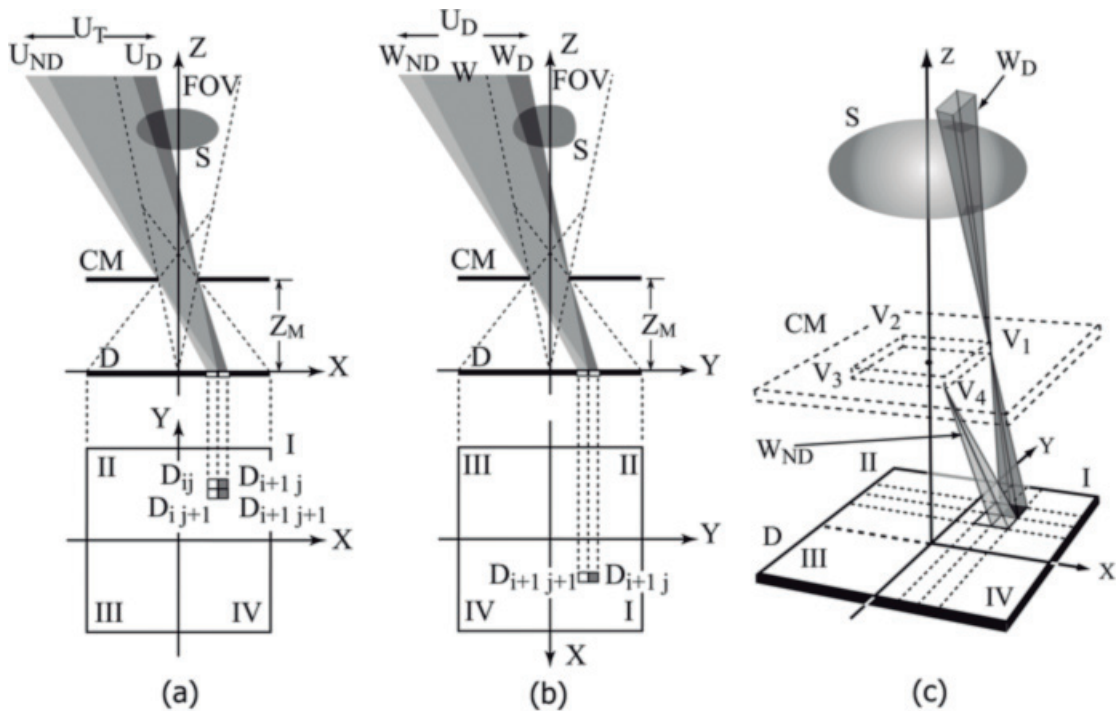 U_T
U_ND U_D Z
FOV
S
CM
Z_M
D
X
Y
I
II
D_ij D_i+1 j
D_i j+1 D_i+1 j+1
X
III IV
(a)
U_D
W_ND W_D Z
W FOV
S
CM
Z_M
D
Y
III II
Y
D_i+1 j+1 D_i+1 j
IV I
X
(b)
Z
W_D
S
CM
V_2
V_1
V_3
V_4
W_ND
Y
II I
D
III
X
IV
(c)